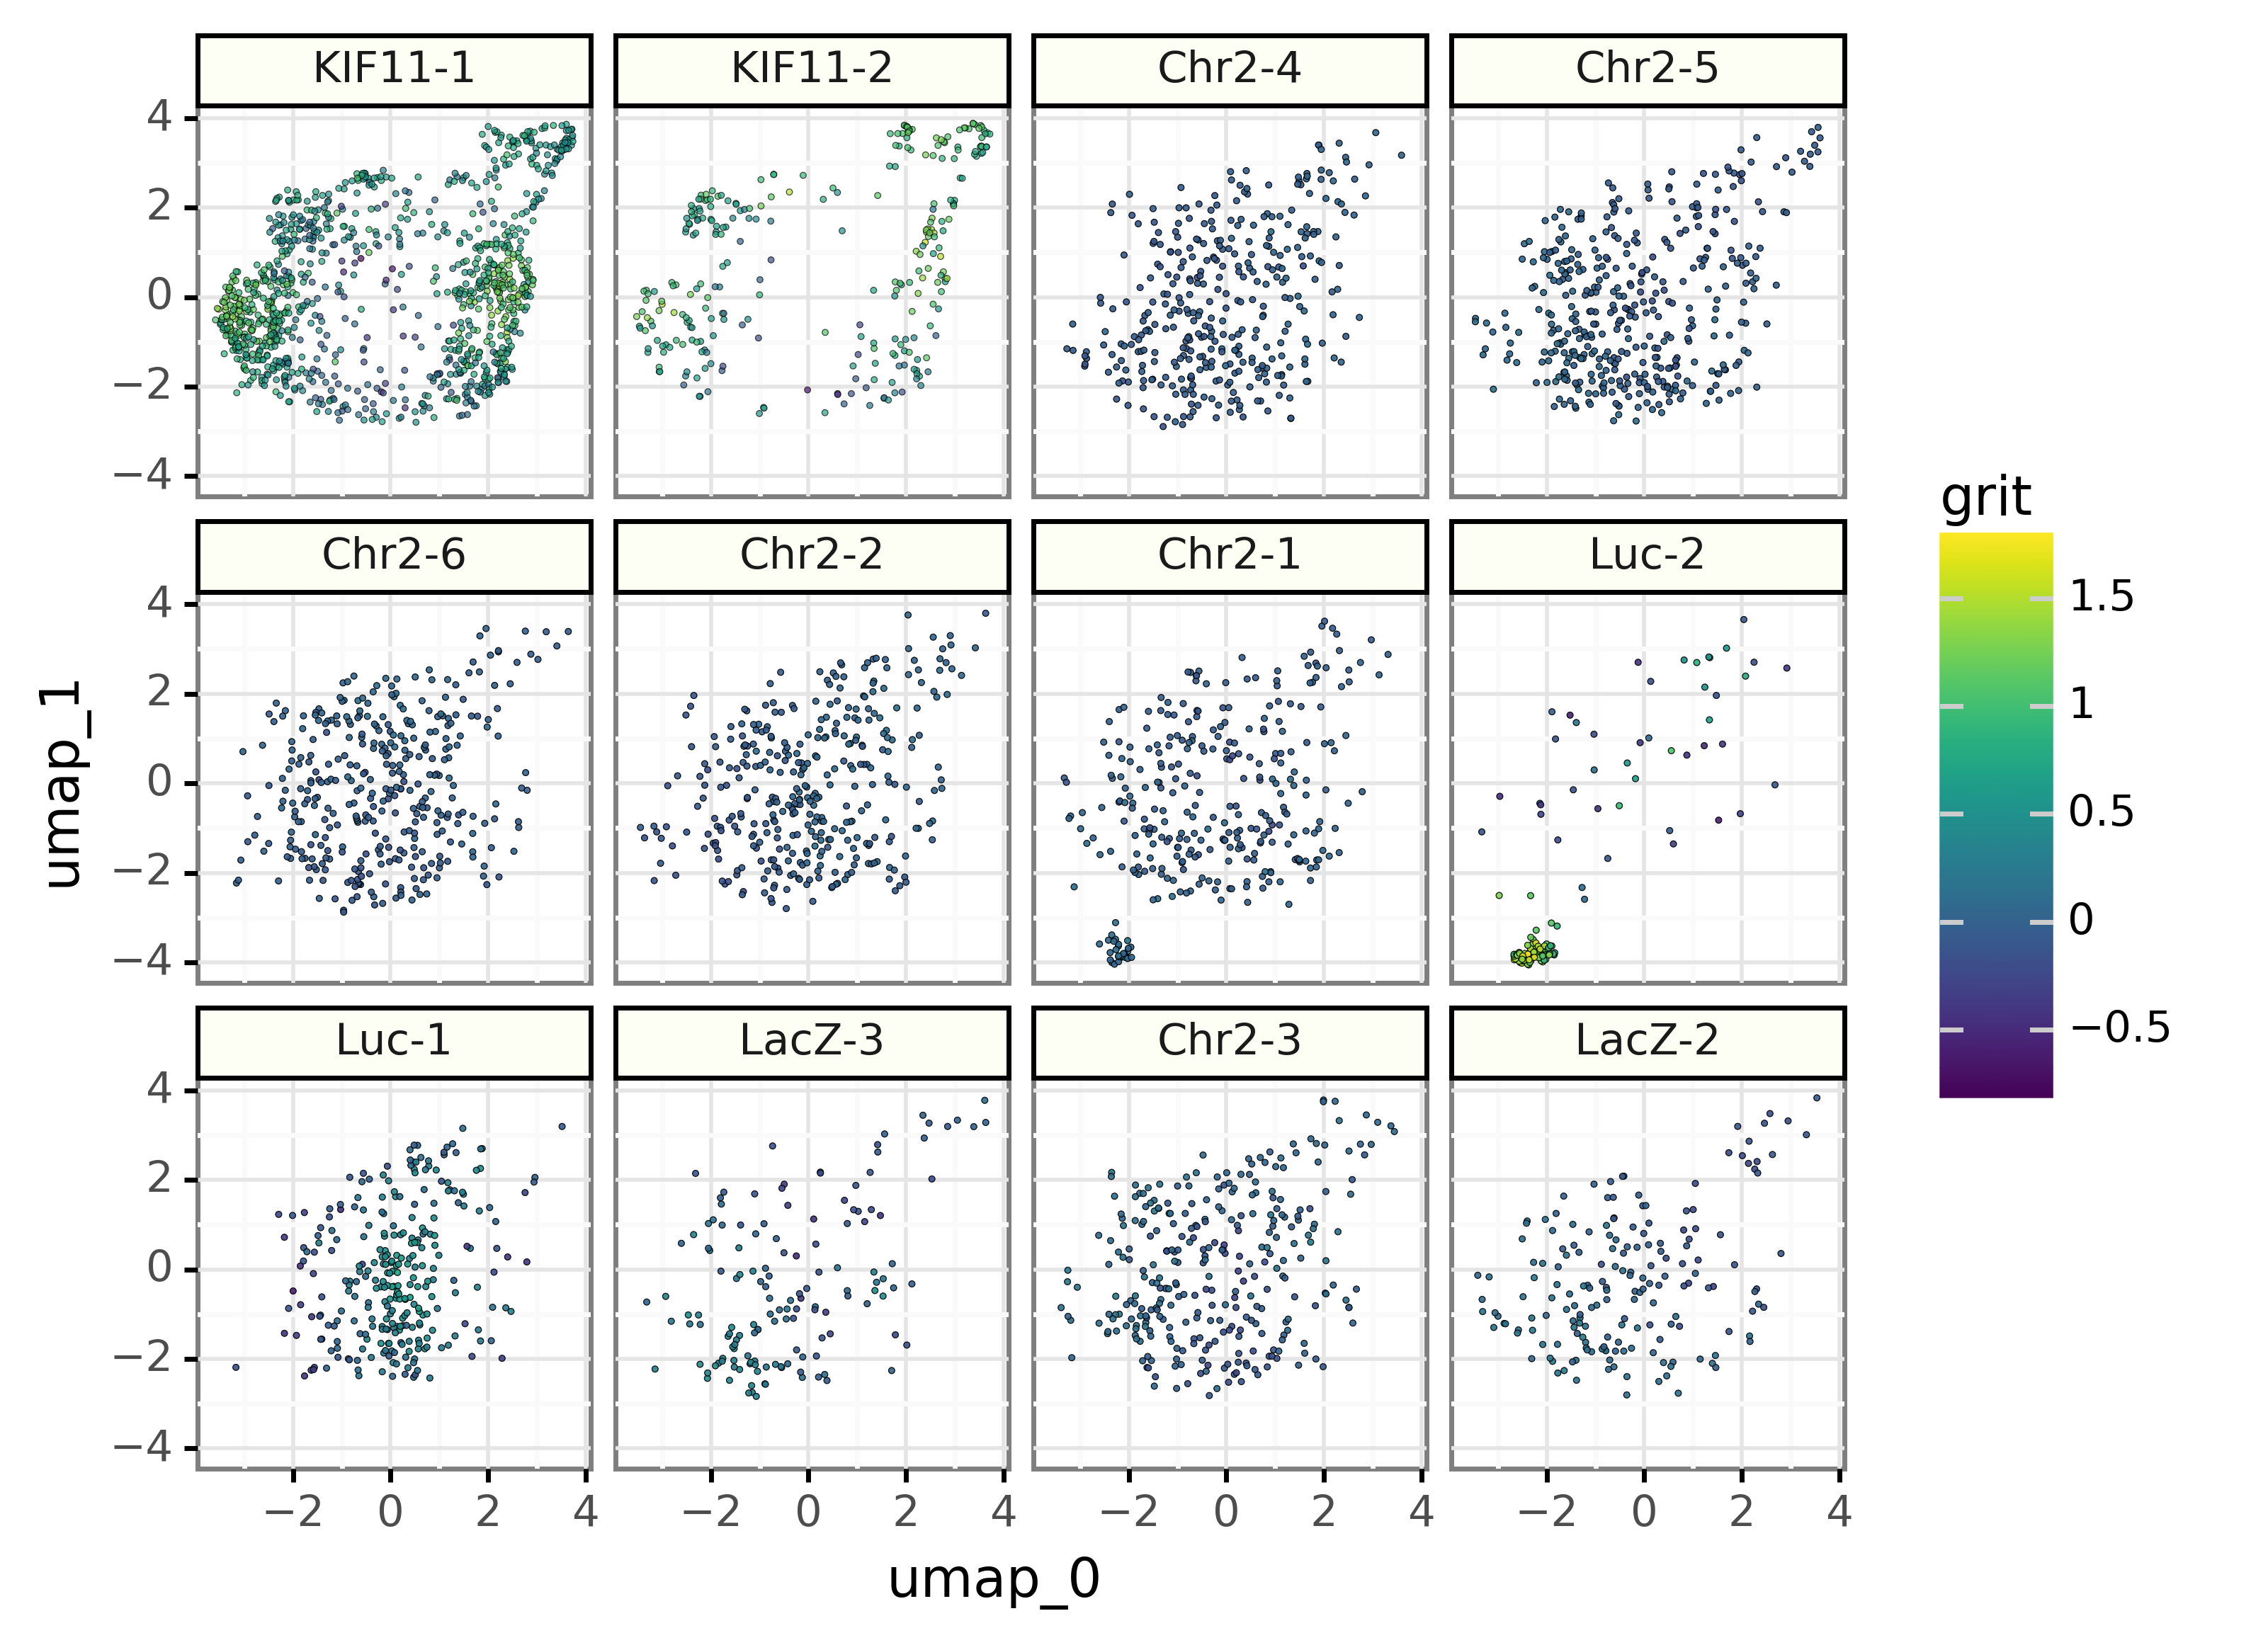 KIF11-1 KIF11-2 Chr2-4 Chr2-5
4
2
0
−2
−4
Chr2-6 Chr2-2 Chr2-1 Luc-2
4
2
0
−2
−4
Luc-1 LacZ-3 Chr2-3 LacZ-2
4
2
0
−2
−4
−2 0 2 4 −2 0 2 4 −2 0 2 4 −2 0 2 4
umap_0
umap_1
grit
1.5
1
0.5
0
−0.5